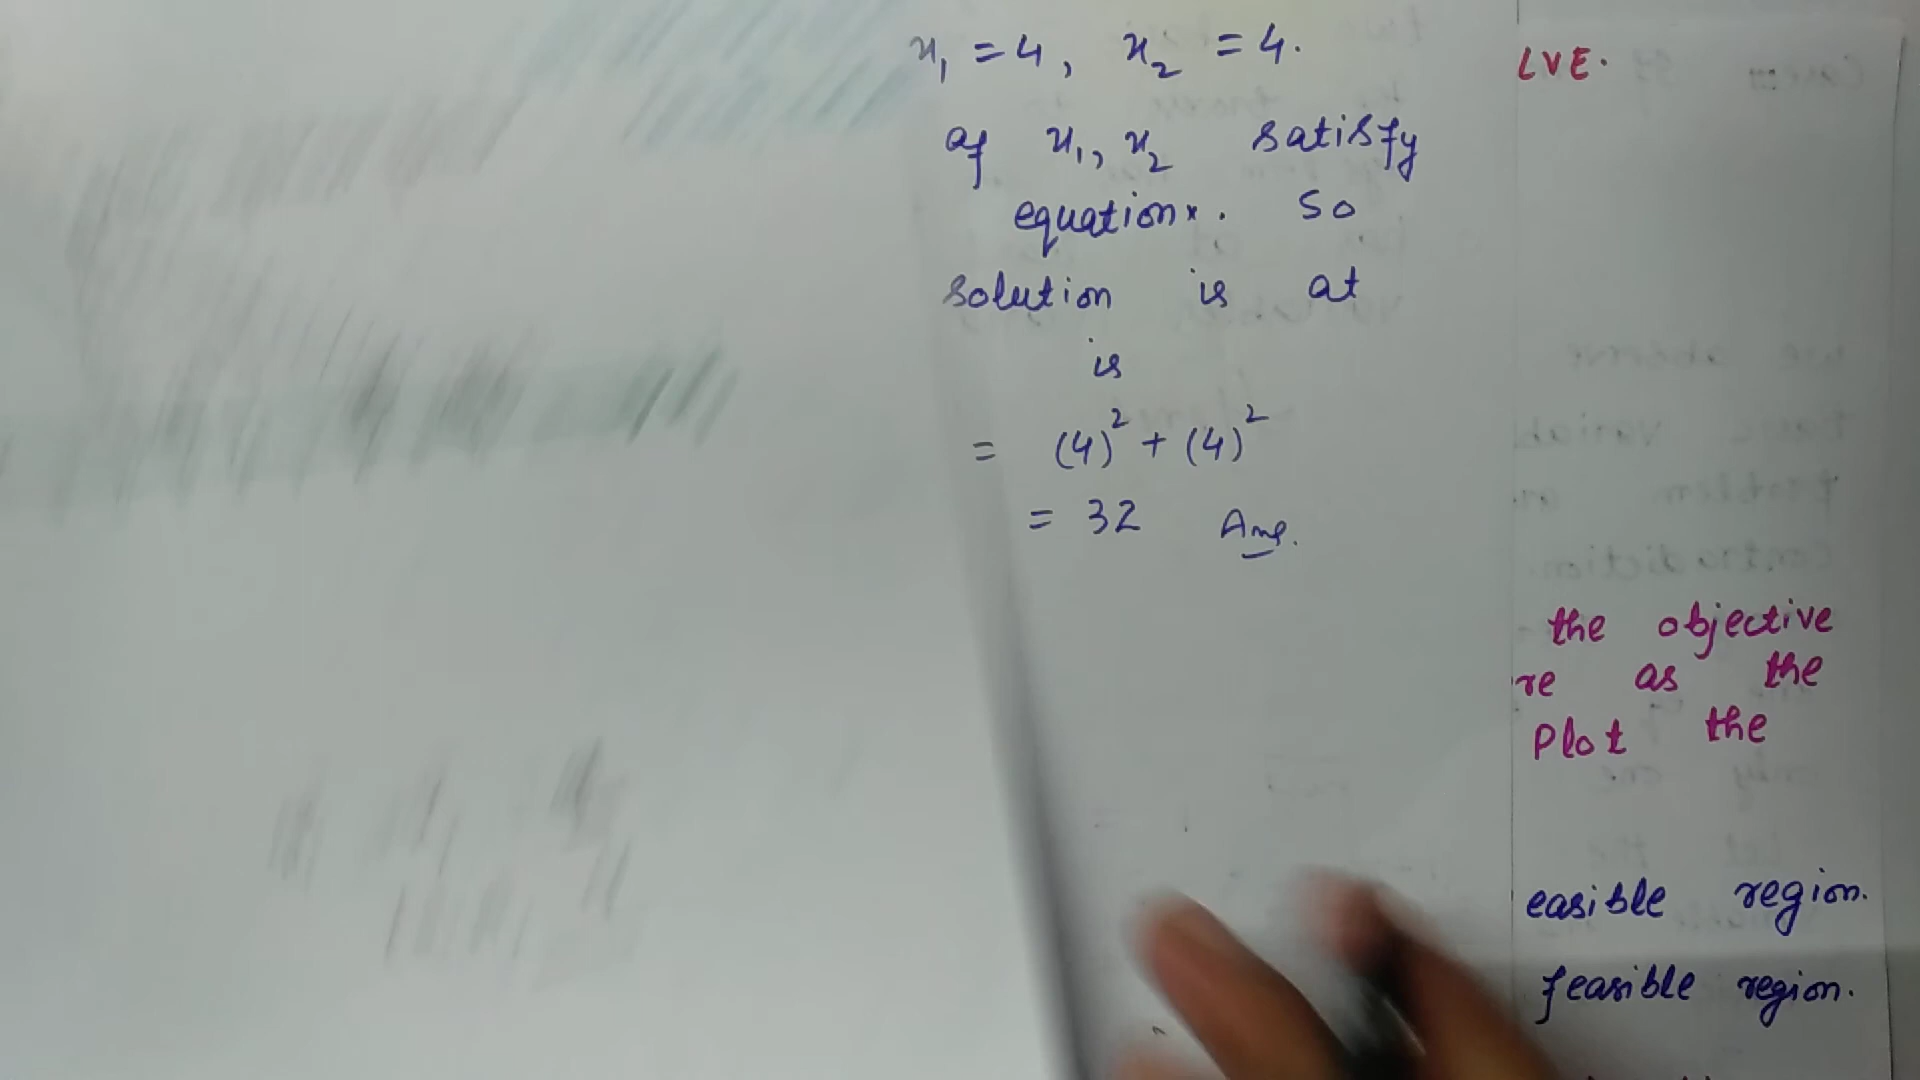 x₁ = 4, x₂ = 4.
of x₁, x₂ satisfy
equation. So
solution is at
is
= (4)² + (4)²
= 32 Ans.
LVE.
the objective
re as the
Plot the
easible region.
feasible region.